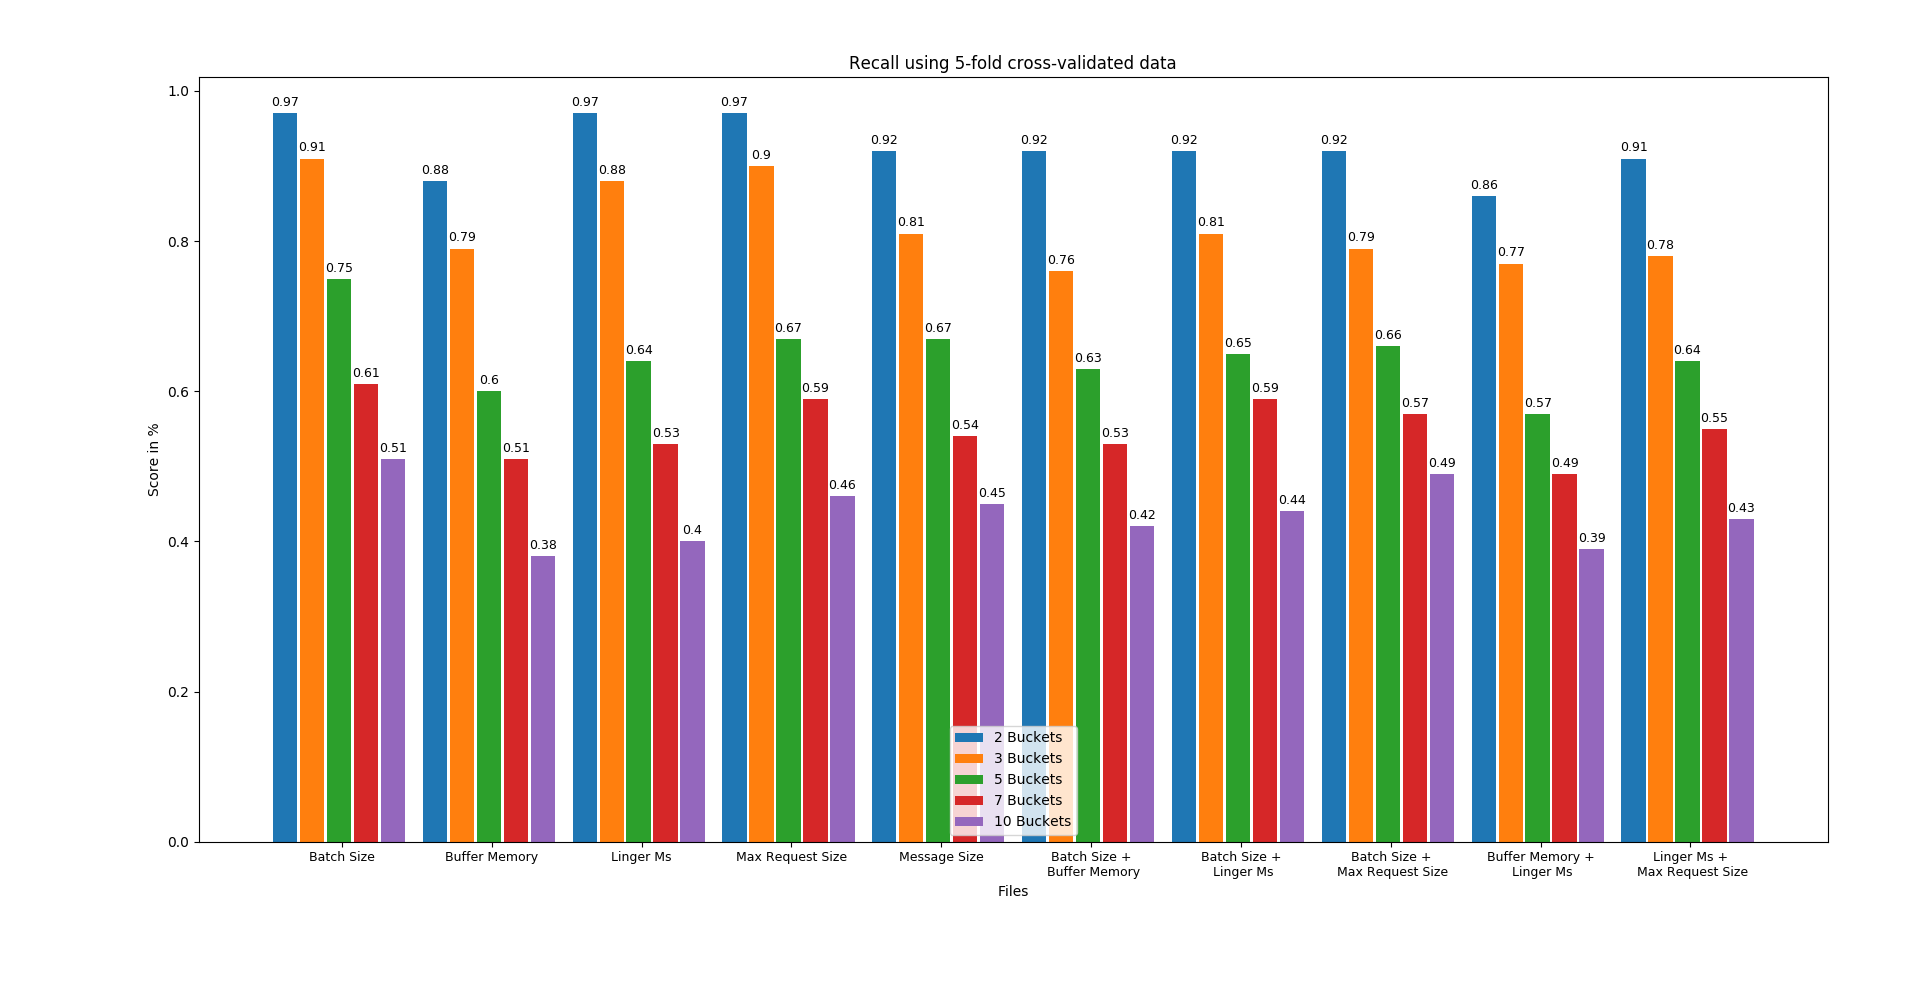 Recall using 5-fold cross-validated data
1.0
0.8
0.6
0.4
0.2
0.0
Score in %
0.97 0.91 0.75 0.61 0.51
0.88 0.79 0.6 0.51 0.38
0.97 0.88 0.64 0.53 0.4
0.97 0.9 0.67 0.59 0.46
0.92 0.81 0.67 0.54 0.45
0.92 0.76 0.63 0.53 0.42
0.92 0.81 0.65 0.59 0.44
0.92 0.79 0.66 0.57 0.49
0.86 0.77 0.57 0.49 0.39
0.91 0.78 0.64 0.55 0.43
2 Buckets
3 Buckets
5 Buckets
7 Buckets
10 Buckets
Batch Size
Buffer Memory
Linger Ms
Max Request Size
Message Size
Batch Size +
Buffer Memory
Batch Size +
Linger Ms
Batch Size +
Max Request Size
Buffer Memory +
Linger Ms
Linger Ms +
Max Request Size
Files